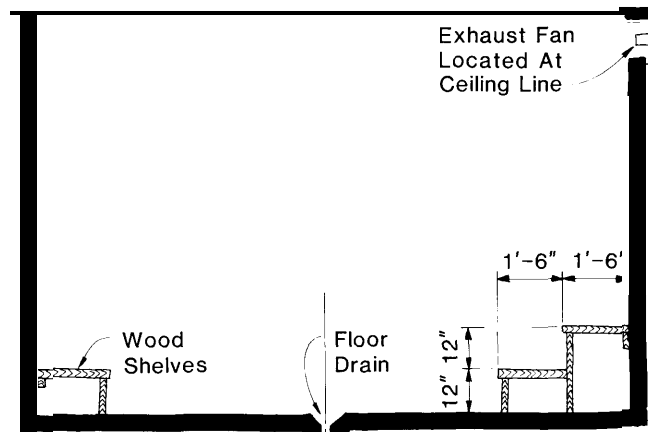 Exhaust Fan
Located At
Ceiling Line
1'-6" 1'-6'
Wood
Shelves
Floor
Drain
12"
12"